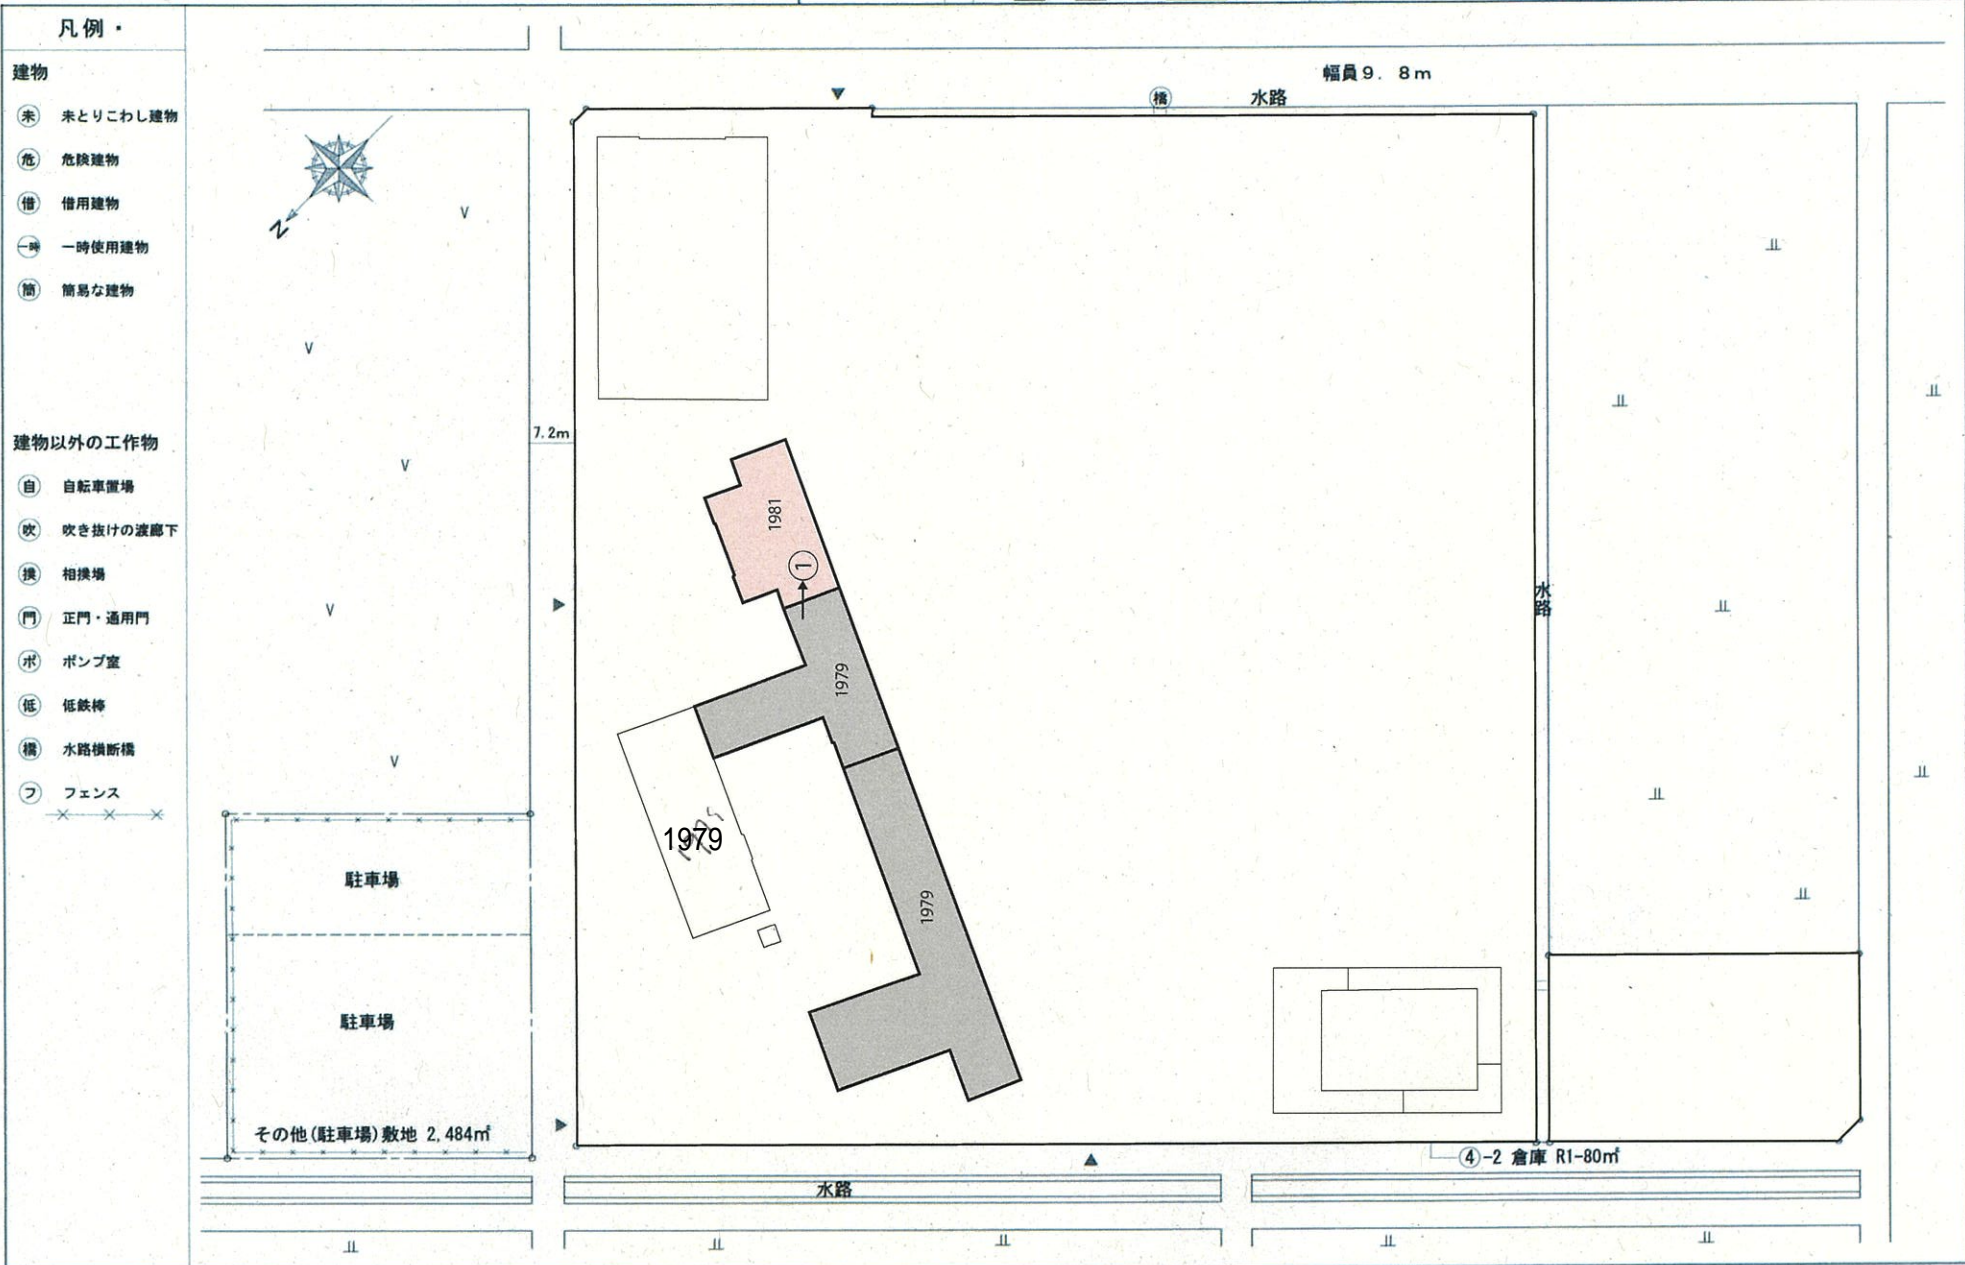 凡例・
建物
未 未とりこわし建物
危 危険建物
借 借用建物
一時 一時使用建物
簡 簡易な建物
建物以外の工作物
自 自転車置場
吹 吹き抜けの渡廊下
撲 相撲場
門 正門・通用門
ポ ポンプ室
低 低鉄棒
橋 水路横断橋
フ フェンス
N
幅員9.8m
橋 水路
7.2m
1981
①
1979
1979
1979
水路
駐車場
駐車場
その他(駐車場)敷地 2,484㎡
④-2 倉庫 R1-80㎡
水路